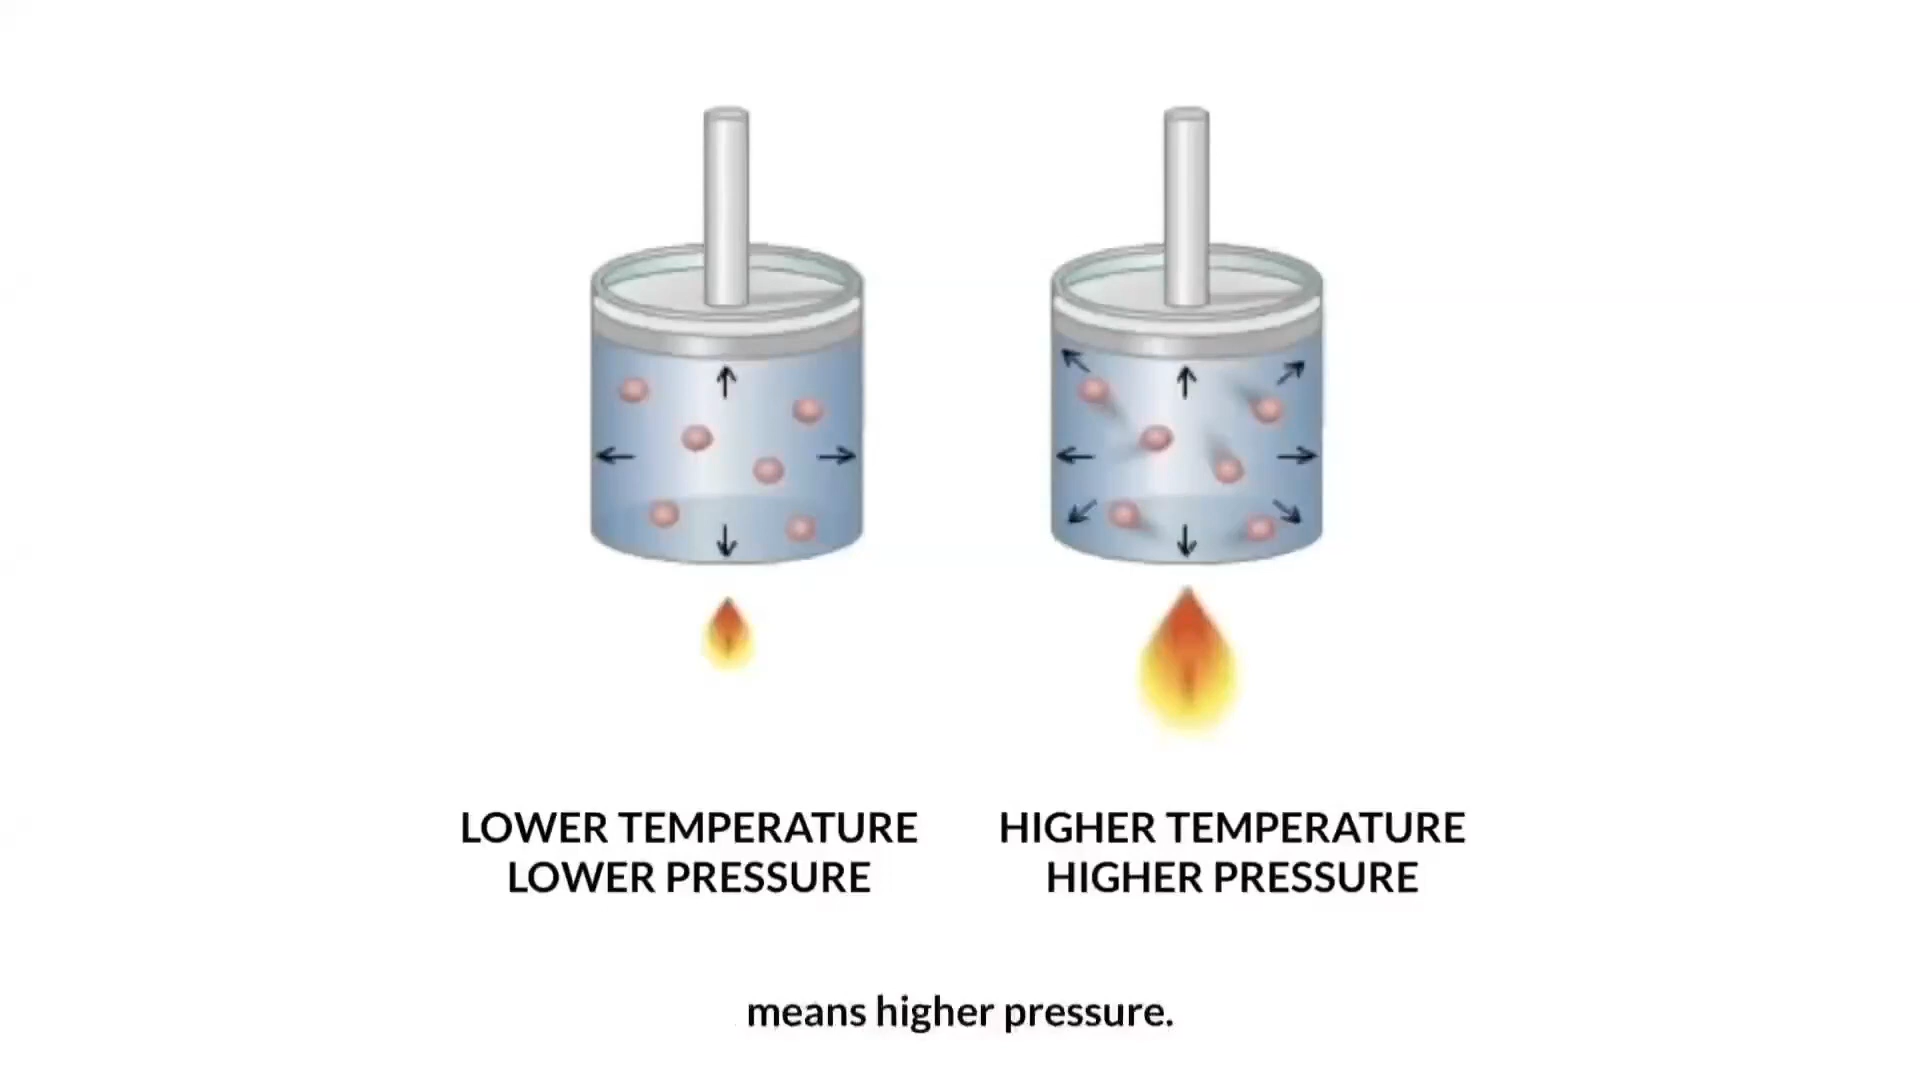 LOWER TEMPERATURE
LOWER PRESSURE
HIGHER TEMPERATURE
HIGHER PRESSURE
means higher pressure.